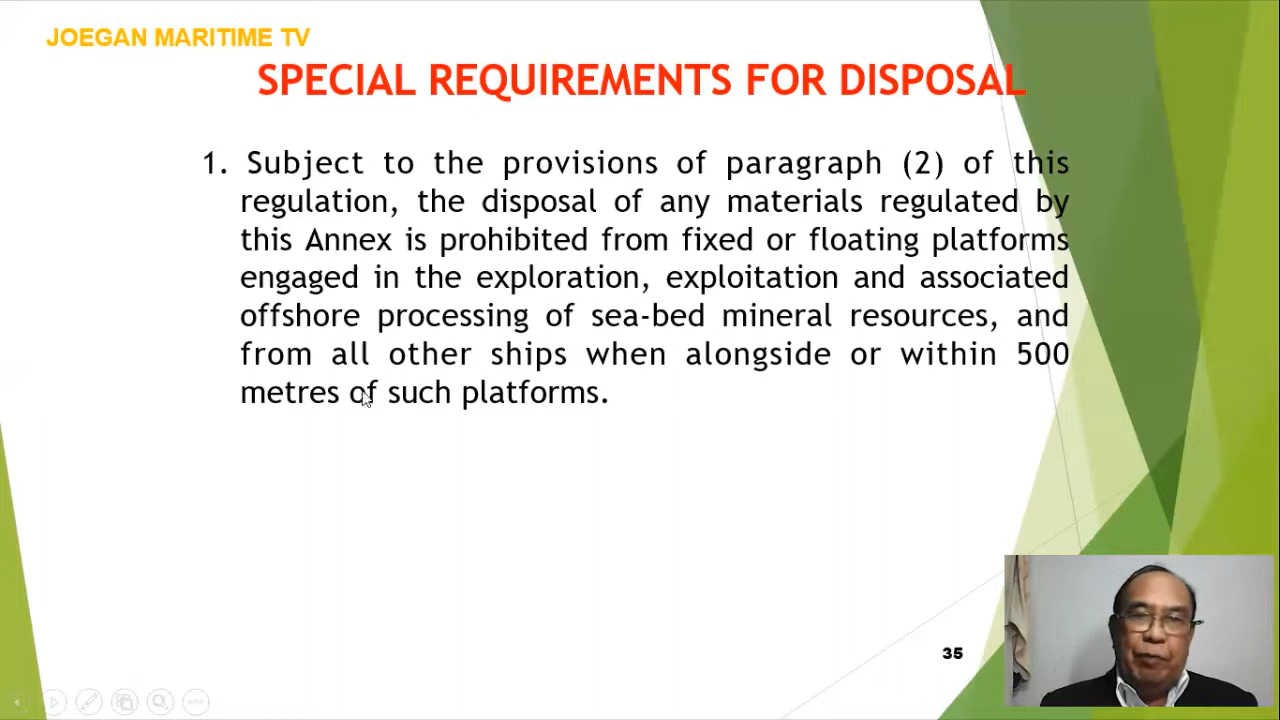 JOEGAN MARITIME TV
SPECIAL REQUIREMENTS FOR DISPOSAL
1. Subject to the provisions of paragraph (2) of this
regulation, the disposal of any materials regulated by
this Annex is prohibited from fixed or floating platforms
engaged in the exploration, exploitation and associated
offshore processing of sea-bed mineral resources, and
from all other ships when alongside or within 500
metres of such platforms.
35